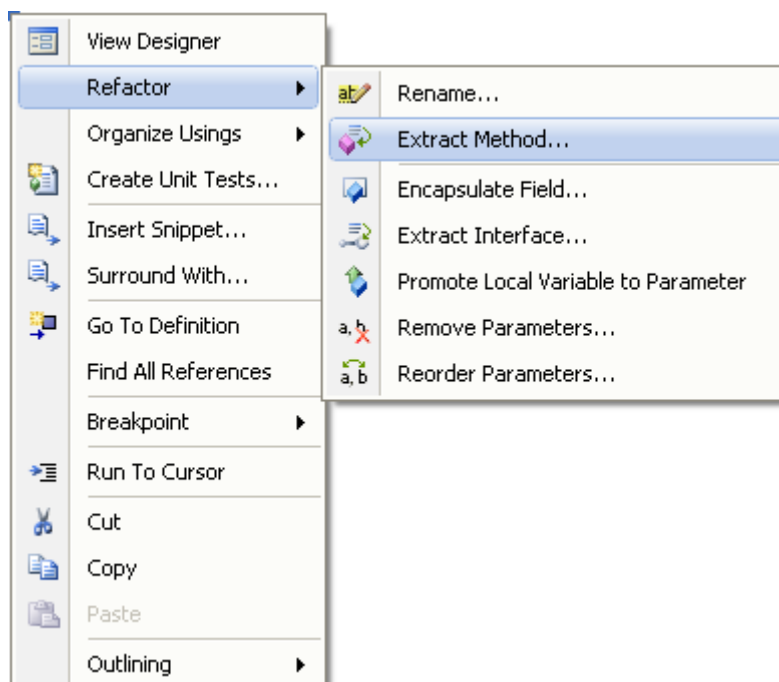 View Designer
Refactor
Organize Usings
Create Unit Tests...
Insert Snippet...
Surround With...
Go To Definition
Find All References
Breakpoint
Run To Cursor
Cut
Copy
Paste
Outlining
ab
Rename...
Extract Method...
Encapsulate Field...
Extract Interface...
Promote Local Variable to Parameter
a, b
Remove Parameters...
a, b
Reorder Parameters...